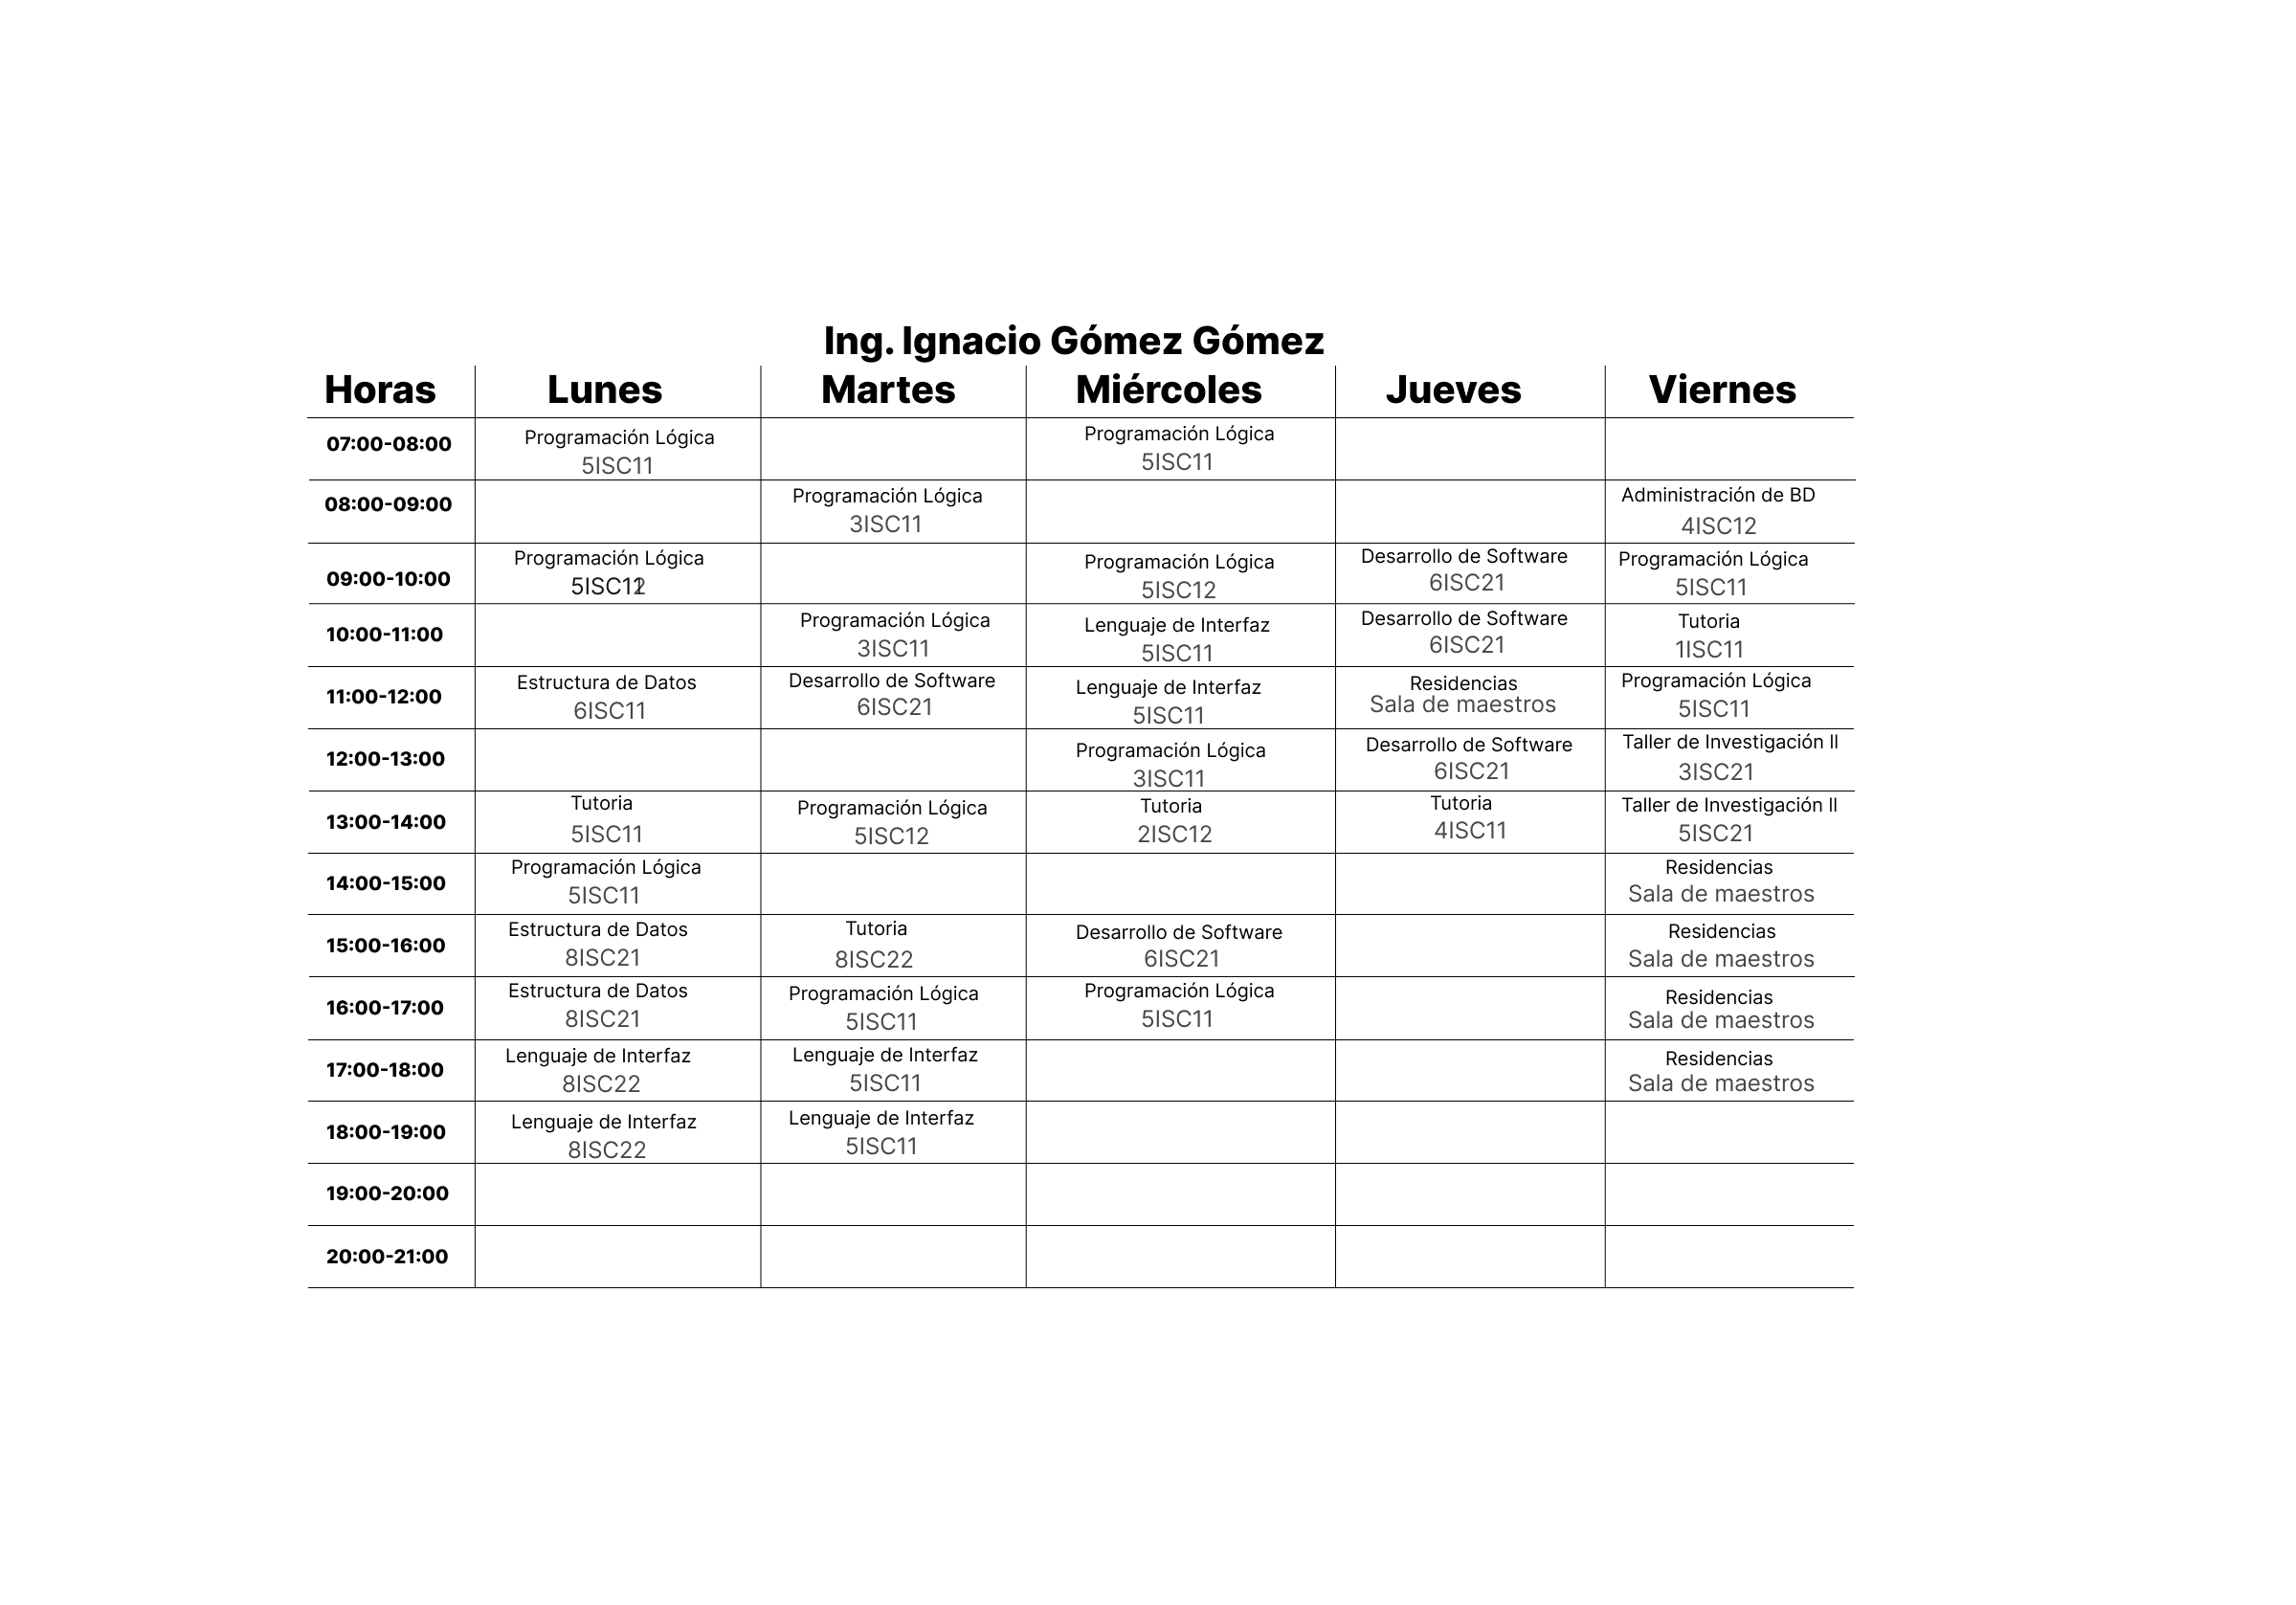 Ing. Ignacio Gómez Gómez
Horas Lunes Martes Miércoles Jueves Viernes
07:00-08:00 Programación Lógica Programación Lógica
5ISC11 5ISC11
08:00-09:00 Programación Lógica Administración de BD
3ISC11 4ISC12
09:00-10:00 Programación Lógica Programación Lógica Desarrollo de Software Programación Lógica
5ISC12 6ISC21 5ISC11
10:00-11:00 Programación Lógica Lenguaje de Interfaz Desarrollo de Software Tutoria
3ISC11 5ISC11 6ISC21 1ISC11
11:00-12:00 Estructura de Datos Desarrollo de Software Lenguaje de Interfaz Residencias Programación Lógica
6ISC11 6ISC21 5ISC11 Sala de maestros 5ISC11
12:00-13:00 Programación Lógica Desarrollo de Software Taller de Investigación II
3ISC11 6ISC21 3ISC21
13:00-14:00 Tutoria Programación Lógica Tutoria Tutoria Taller de Investigación II
5ISC11 5ISC12 2ISC12 4ISC11 5ISC21
14:00-15:00 Programación Lógica Residencias
5ISC11 Sala de maestros
15:00-16:00 Estructura de Datos Tutoria Desarrollo de Software Residencias
8ISC21 8ISC22 6ISC21 Sala de maestros
16:00-17:00 Estructura de Datos Programación Lógica Programación Lógica Residencias
8ISC21 5ISC11 5ISC11 Sala de maestros
17:00-18:00 Lenguaje de Interfaz Lenguaje de Interfaz Residencias
8ISC22 5ISC11 Sala de maestros
18:00-19:00 Lenguaje de Interfaz Lenguaje de Interfaz
8ISC22 5ISC11
19:00-20:00
20:00-21:00